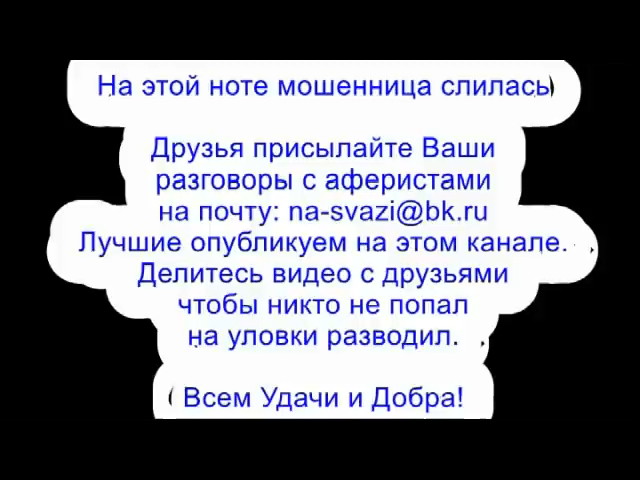 На этой ноте мошенница слилась
Друзья присылайте Ваши
разговоры с аферистами
на почту: na-svazi@bk.ru
Лучшие опубликуем на этом канале.
Делитесь видео с друзьями
чтобы никто не попал
на уловки разводил.
Всем Удачи и Добра!